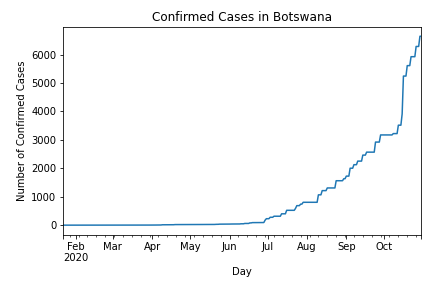 Confirmed Cases in Botswana
Number of Confirmed Cases
6000
5000
4000
3000
2000
1000
0
Feb Mar Apr May Jun Jul Aug Sep Oct
2020
Day